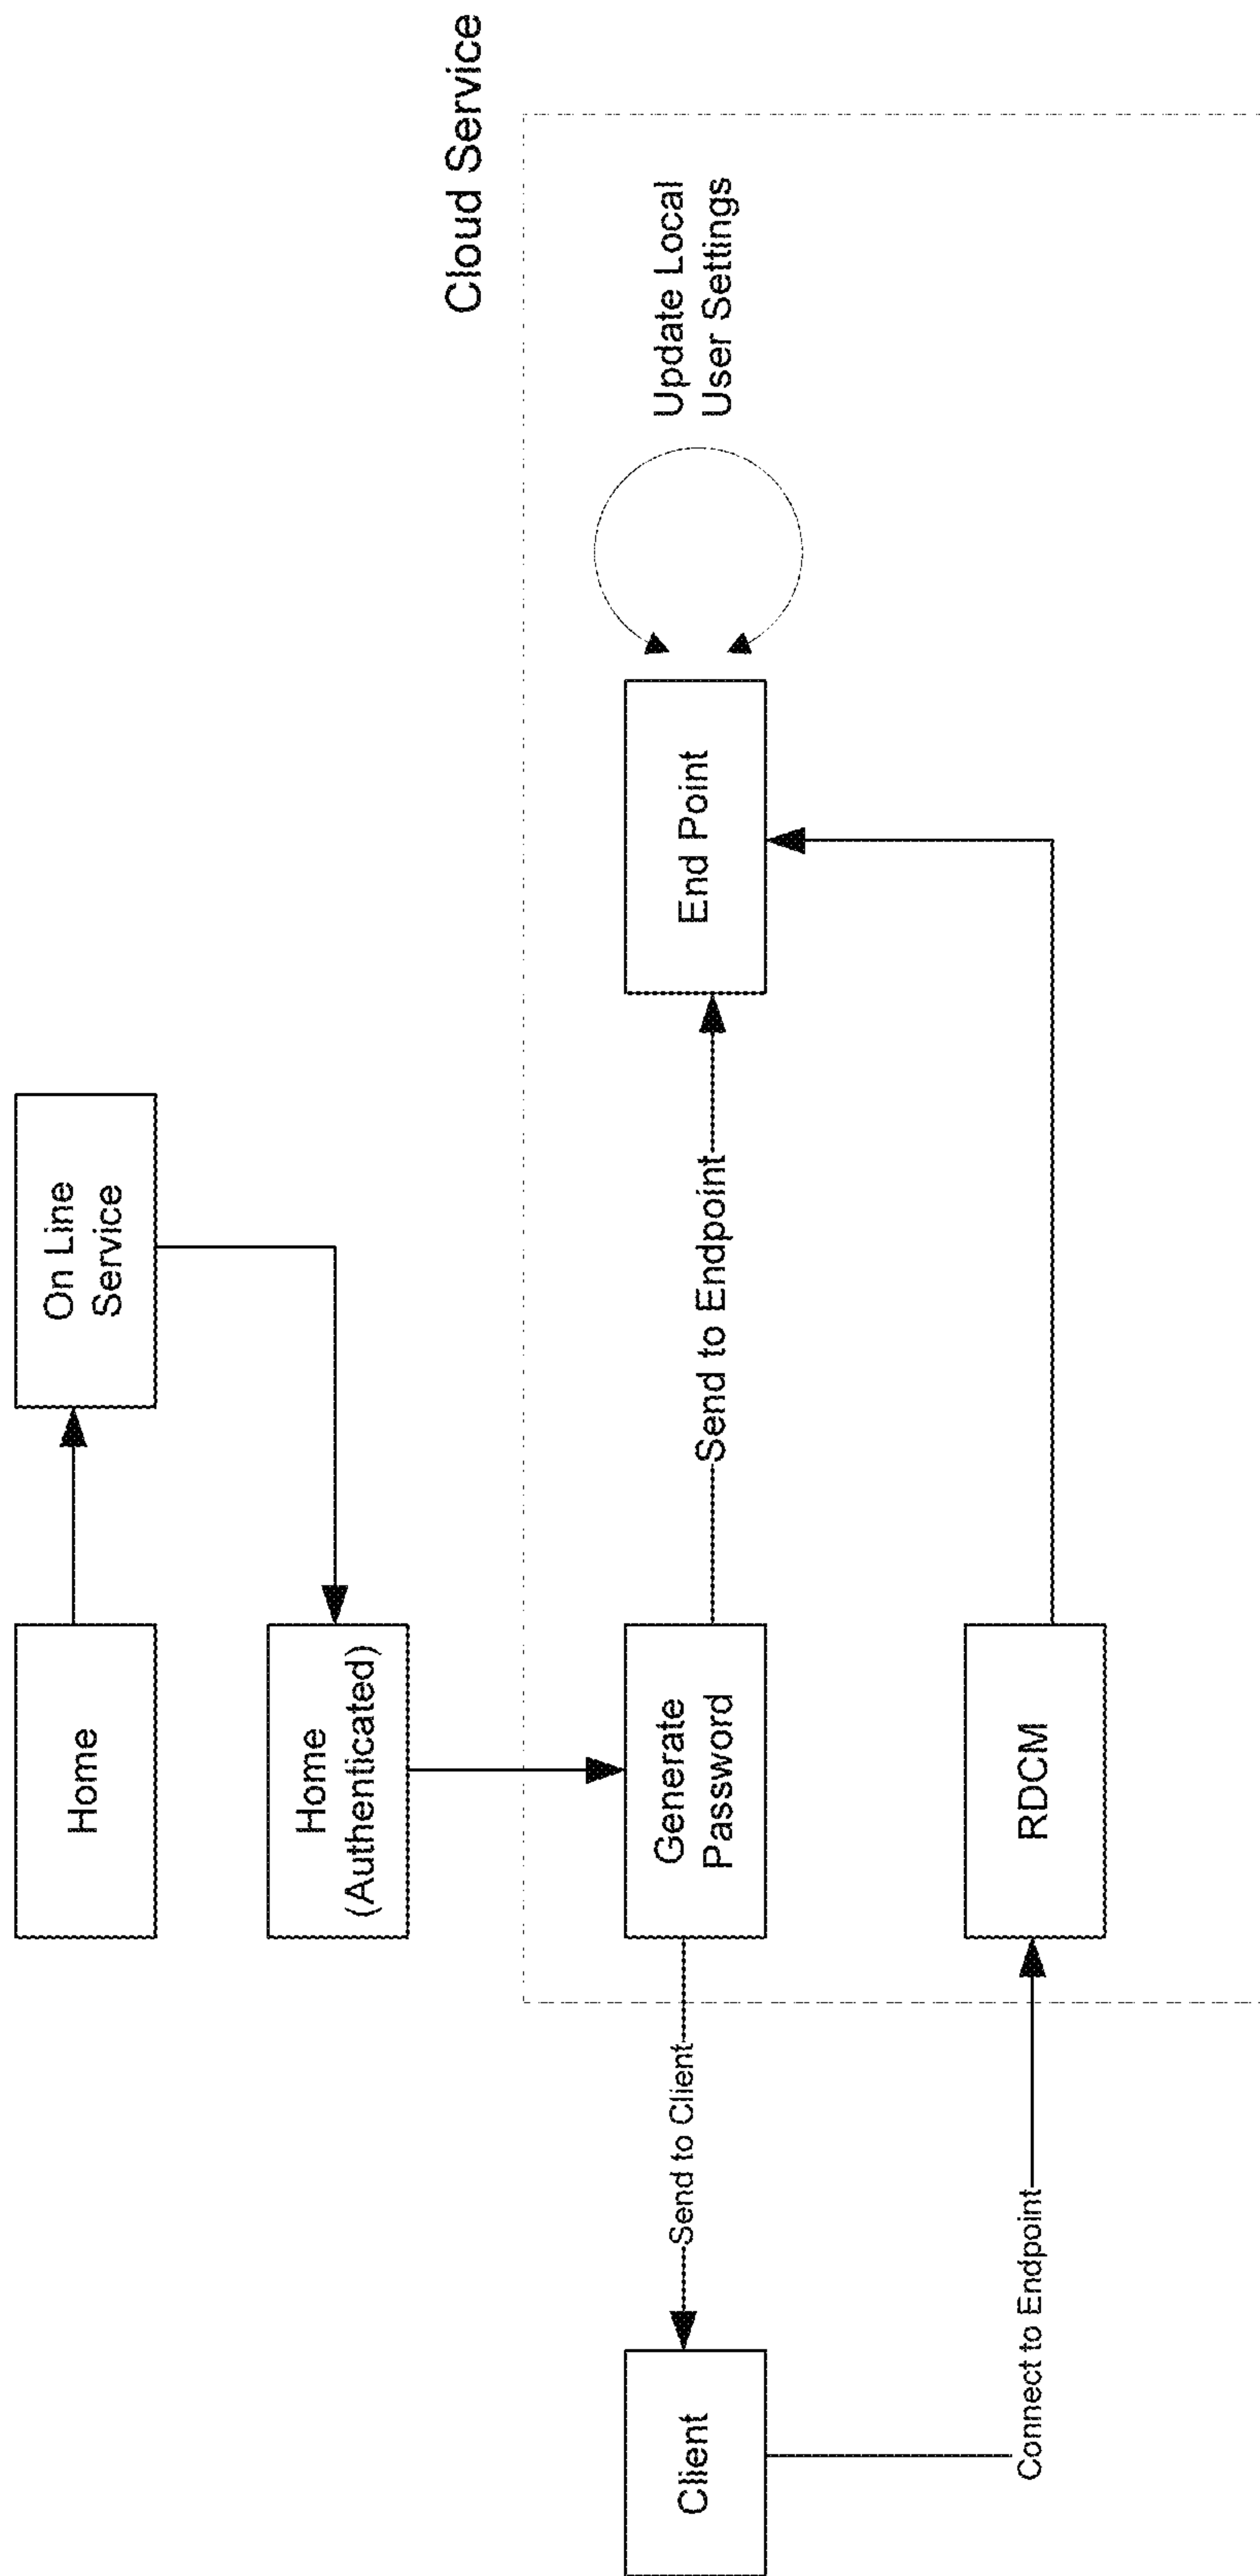 Home
On Line
Service
Home
(Authenticated)
Cloud Service
Client
Send to Client
Generate
Password
Send to Endpoint
End Point
Update Local
User Settings
Connect to Endpoint
RDCM